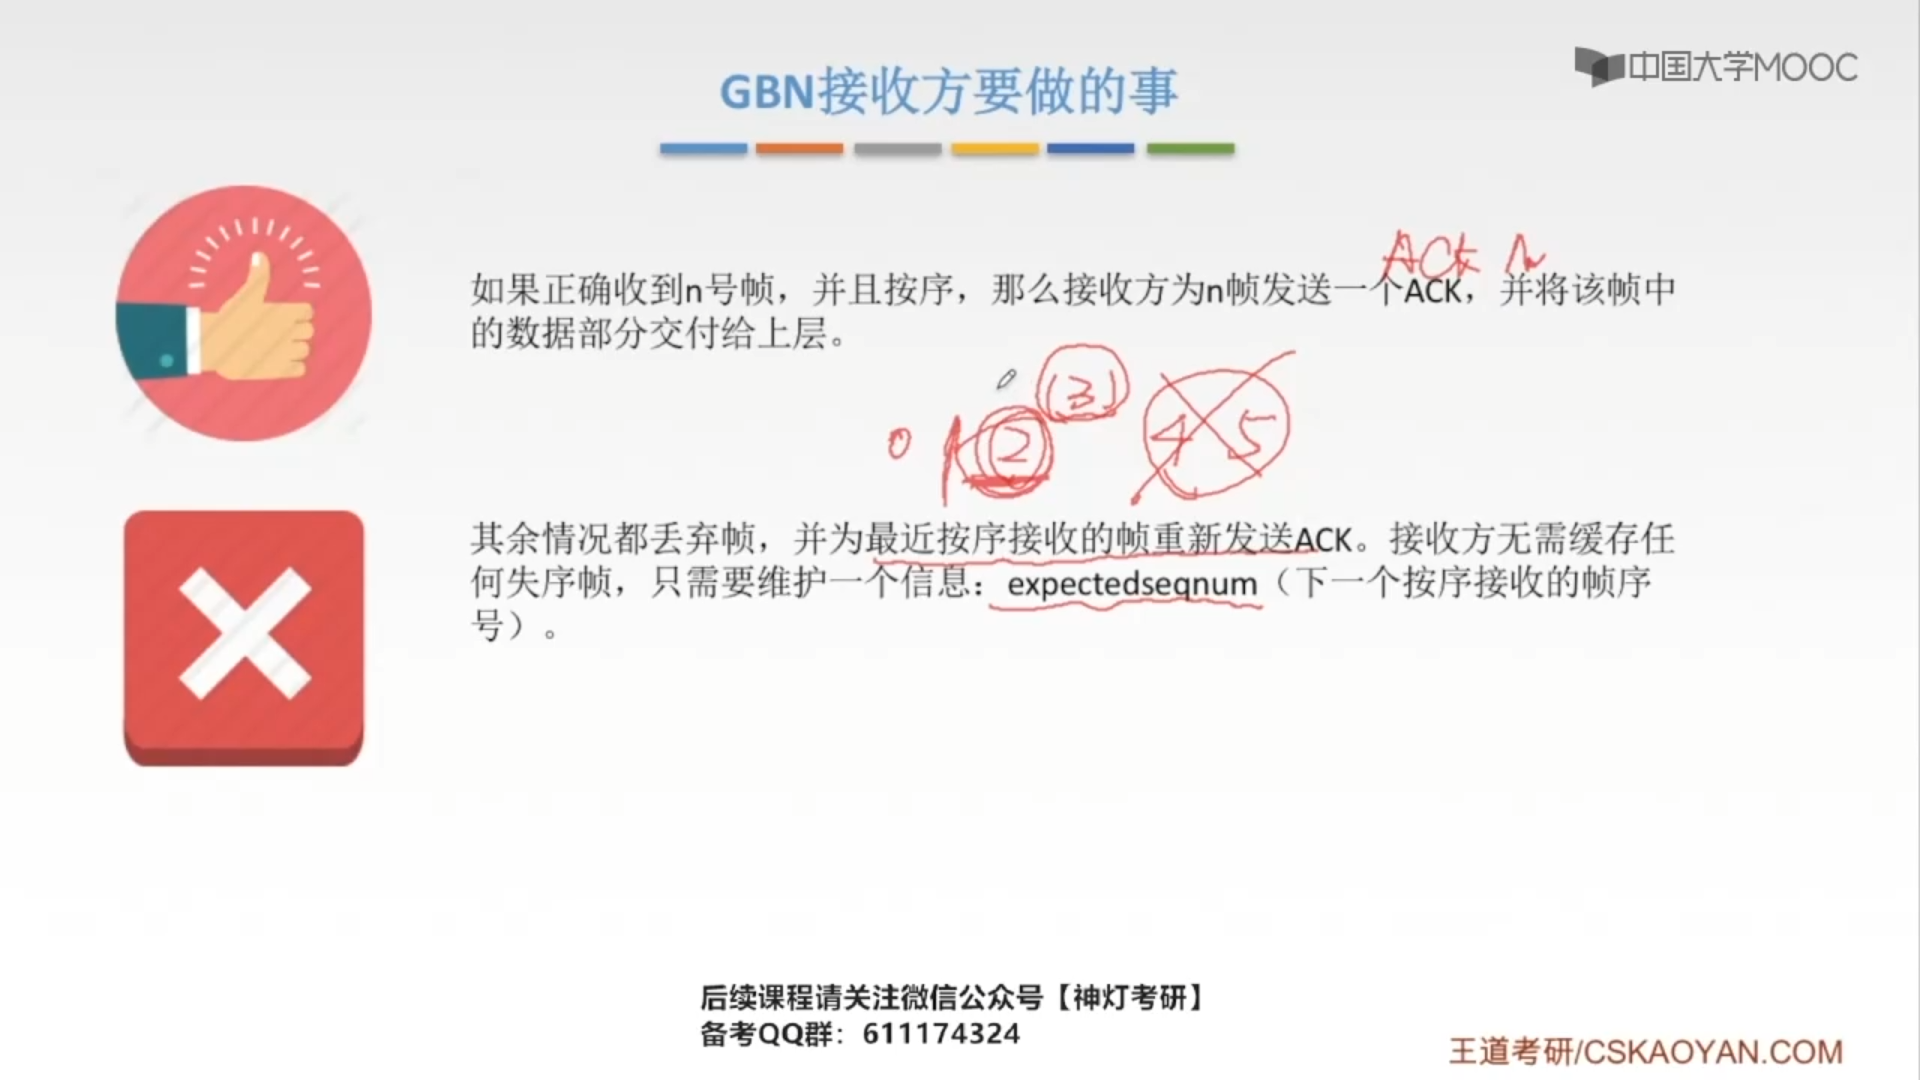 中国大学MOOC
GBN接收方要做的事
ACK n
如果正确收到n号帧，并且按序，那么接收方为n帧发送一个ACK，并将该帧中
的数据部分交付给上层。
0 1 2 3 4 5
其余情况都丢弃帧，并为最近按序接收的帧重新发送ACK。接收方无需缓存任
何失序帧，只需要维护一个信息：expectedseqnum（下一个按序接收的帧序
号）。
后续课程请关注微信公众号【神灯考研】
备考QQ群：611174324
王道考研/CSKAOYAN.COM